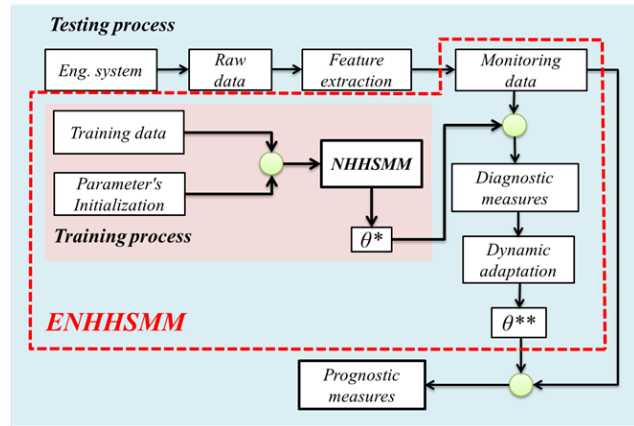 Testing process
Eng. system
Raw
data
Feature
extraction
Monitoring
data
Training data
Parameter's
Initialization
NHHSMM
Training process
θ*
Diagnostic
measures
Dynamic
adaptation
θ**
ENHHSMM
Prognostic
measures